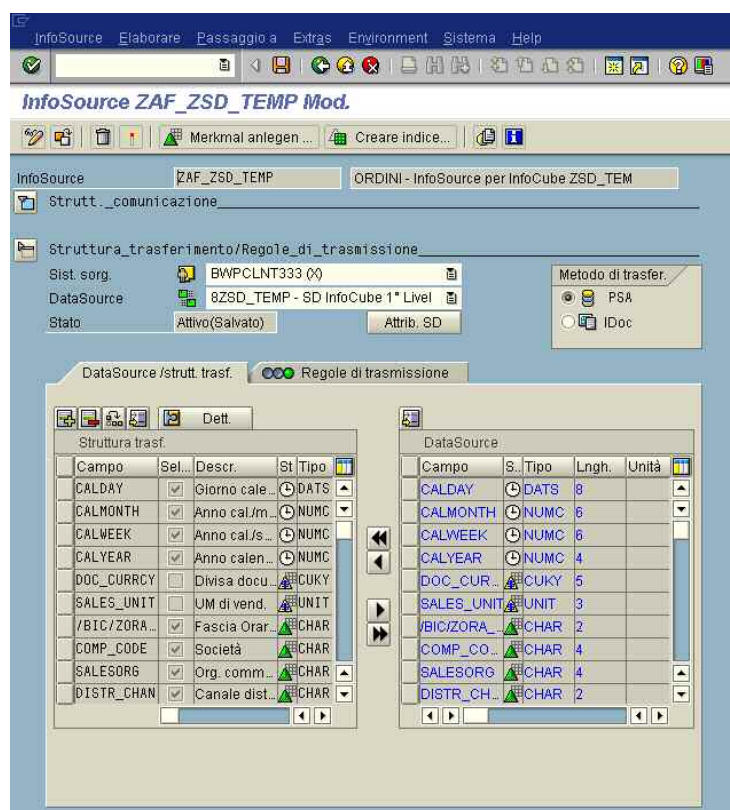 InfoSource Elaborare Passaggio a Extras Environment Sistema Help
InfoSource ZAF_ZSD_TEMP Mod.
Merkmal anlegen ... Creare indice...
InfoSource ZAF_ZSD_TEMP ORDINI - InfoSource per InfoCube ZSD_TEM
Strutt._comunicazione
Struttura_trasferimento/Regole_di_trasmissione
Sist. sorg. BWPCLNT333 (X) Metodo di trasfer.
DataSource 8ZSD_TEMP - SD InfoCube 1° Livel PSA
Stato Attivo(Salvato) Attrib. SD IDoc
DataSource /strutt. trasf. Regole di trasmissione
Dett.
Struttura trasf. DataSource
Campo Sel... Descr. St Tipo Campo S.. Tipo Lngh. Unità
CALDAY Giorno cale... DATS CALDAY DATS 8
CALMONTH Anno cal./m... NUMC CALMONTH NUMC 6
CALWEEK Anno cal./s... NUMC CALWEEK NUMC 6
CALYEAR Anno calen... NUMC CALYEAR NUMC 4
DOC_CURRCY Divisa docu... CUKY DOC_CUR... CUKY 5
SALES_UNIT UM di vend. UNIT SALES_UNIT UNIT 3
/BIC/ZORA... Fascia Orar... CHAR /BIC/ZORA_... CHAR 2
COMP_CODE Società CHAR COMP_CO... CHAR 4
SALESORG Org. comm... CHAR SALESORG CHAR 4
DISTR_CHAN Canale dist... CHAR DISTR_CH... CHAR 2